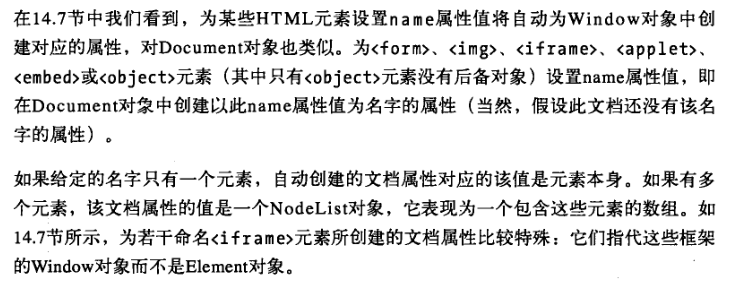 在14.7节中我们看到，为某些HTML元素设置name属性值将自动为Window对象中创
建对应的属性，对Document对象也类似。为<form>、<img>、<iframe>、<applet>、
<embed>或<object>元素（其中只有<object>元素没有后备对象）设置name属性值，即
在Document对象中创建以此name属性值为名字的属性（当然，假设此文档还没有该名
字的属性）。
如果给定的名字只有一个元素，自动创建的文档属性对应的该值是元素本身。如果有多
个元素，该文档属性的值是一个NodeList对象，它表现为一个包含这些元素的数组。如
14.7节所示，为若干命名<iframe>元素所创建的文档属性比较特殊：它们指代这些框架
的Window对象而不是Element对象。